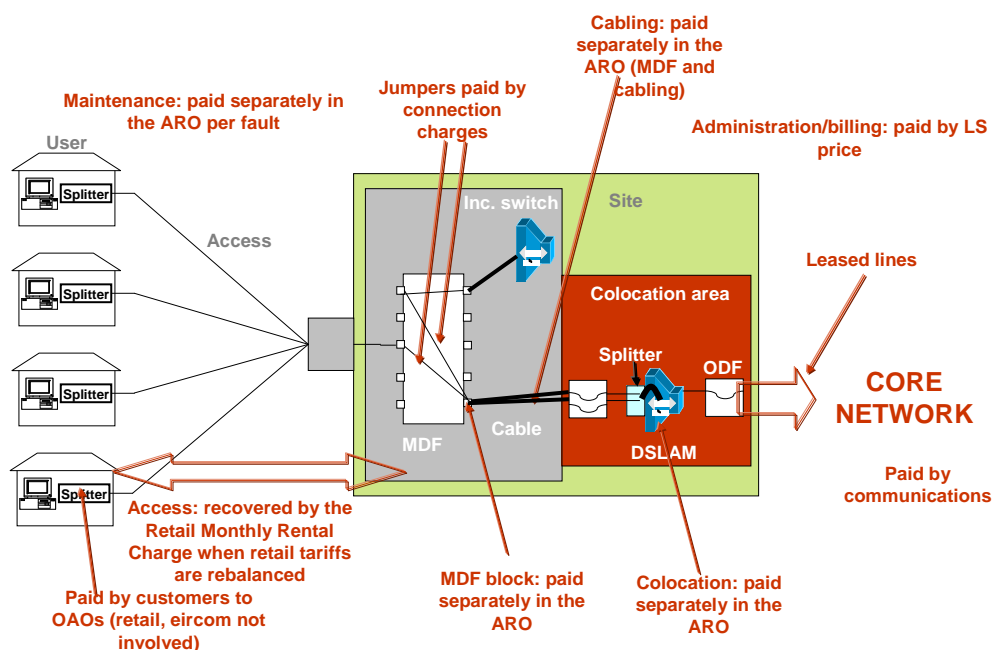 Cabling: paid
separately in the
ARO (MDF and
cabling)
Maintenance: paid separately in
the ARO per fault
Jumpers paid by
connection
charges
Administration/billing: paid by LS
price
User
Splitter
Splitter
Splitter
Splitter
Access
Inc. switch
Site
Leased lines
Colocation area
Splitter
ODF
CORE
NETWORK
MDF
Cable
DSLAM
Paid by
communications
Access: recovered by the
Retail Monthly Rental
Charge when retail tariffs
are rebalanced
Paid by customers to
OAOs (retail, eircom not
involved)
MDF block: paid
separately in the
ARO
Colocation: paid
separately in the
ARO